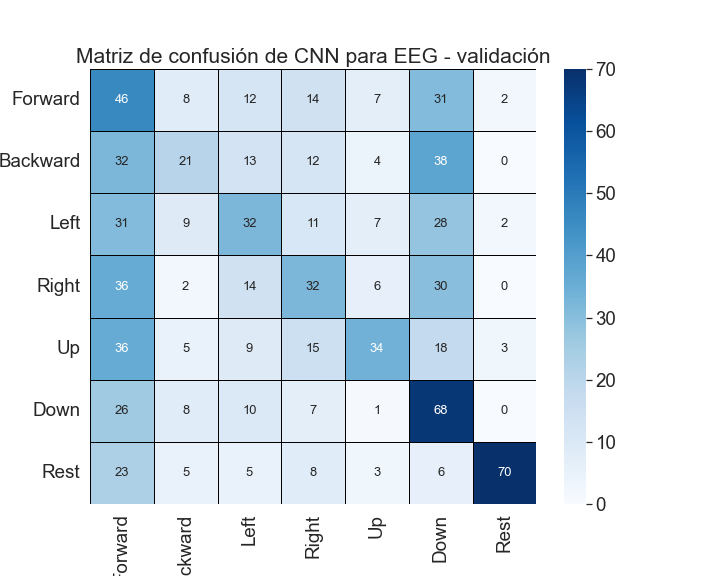 Matriz de confusión de CNN para EEG - validación
Forward 46 8 12 14 7 31 2
Backward 32 21 13 12 4 38 0
Left 31 9 32 11 7 28 2
Right 36 2 14 32 6 30 0
Up 36 5 9 15 34 18 3
Down 26 8 10 7 1 68 0
Rest 23 5 5 8 3 6 70
Forward ckward Left Right Up Down Rest
70
60
50
40
30
20
10
0